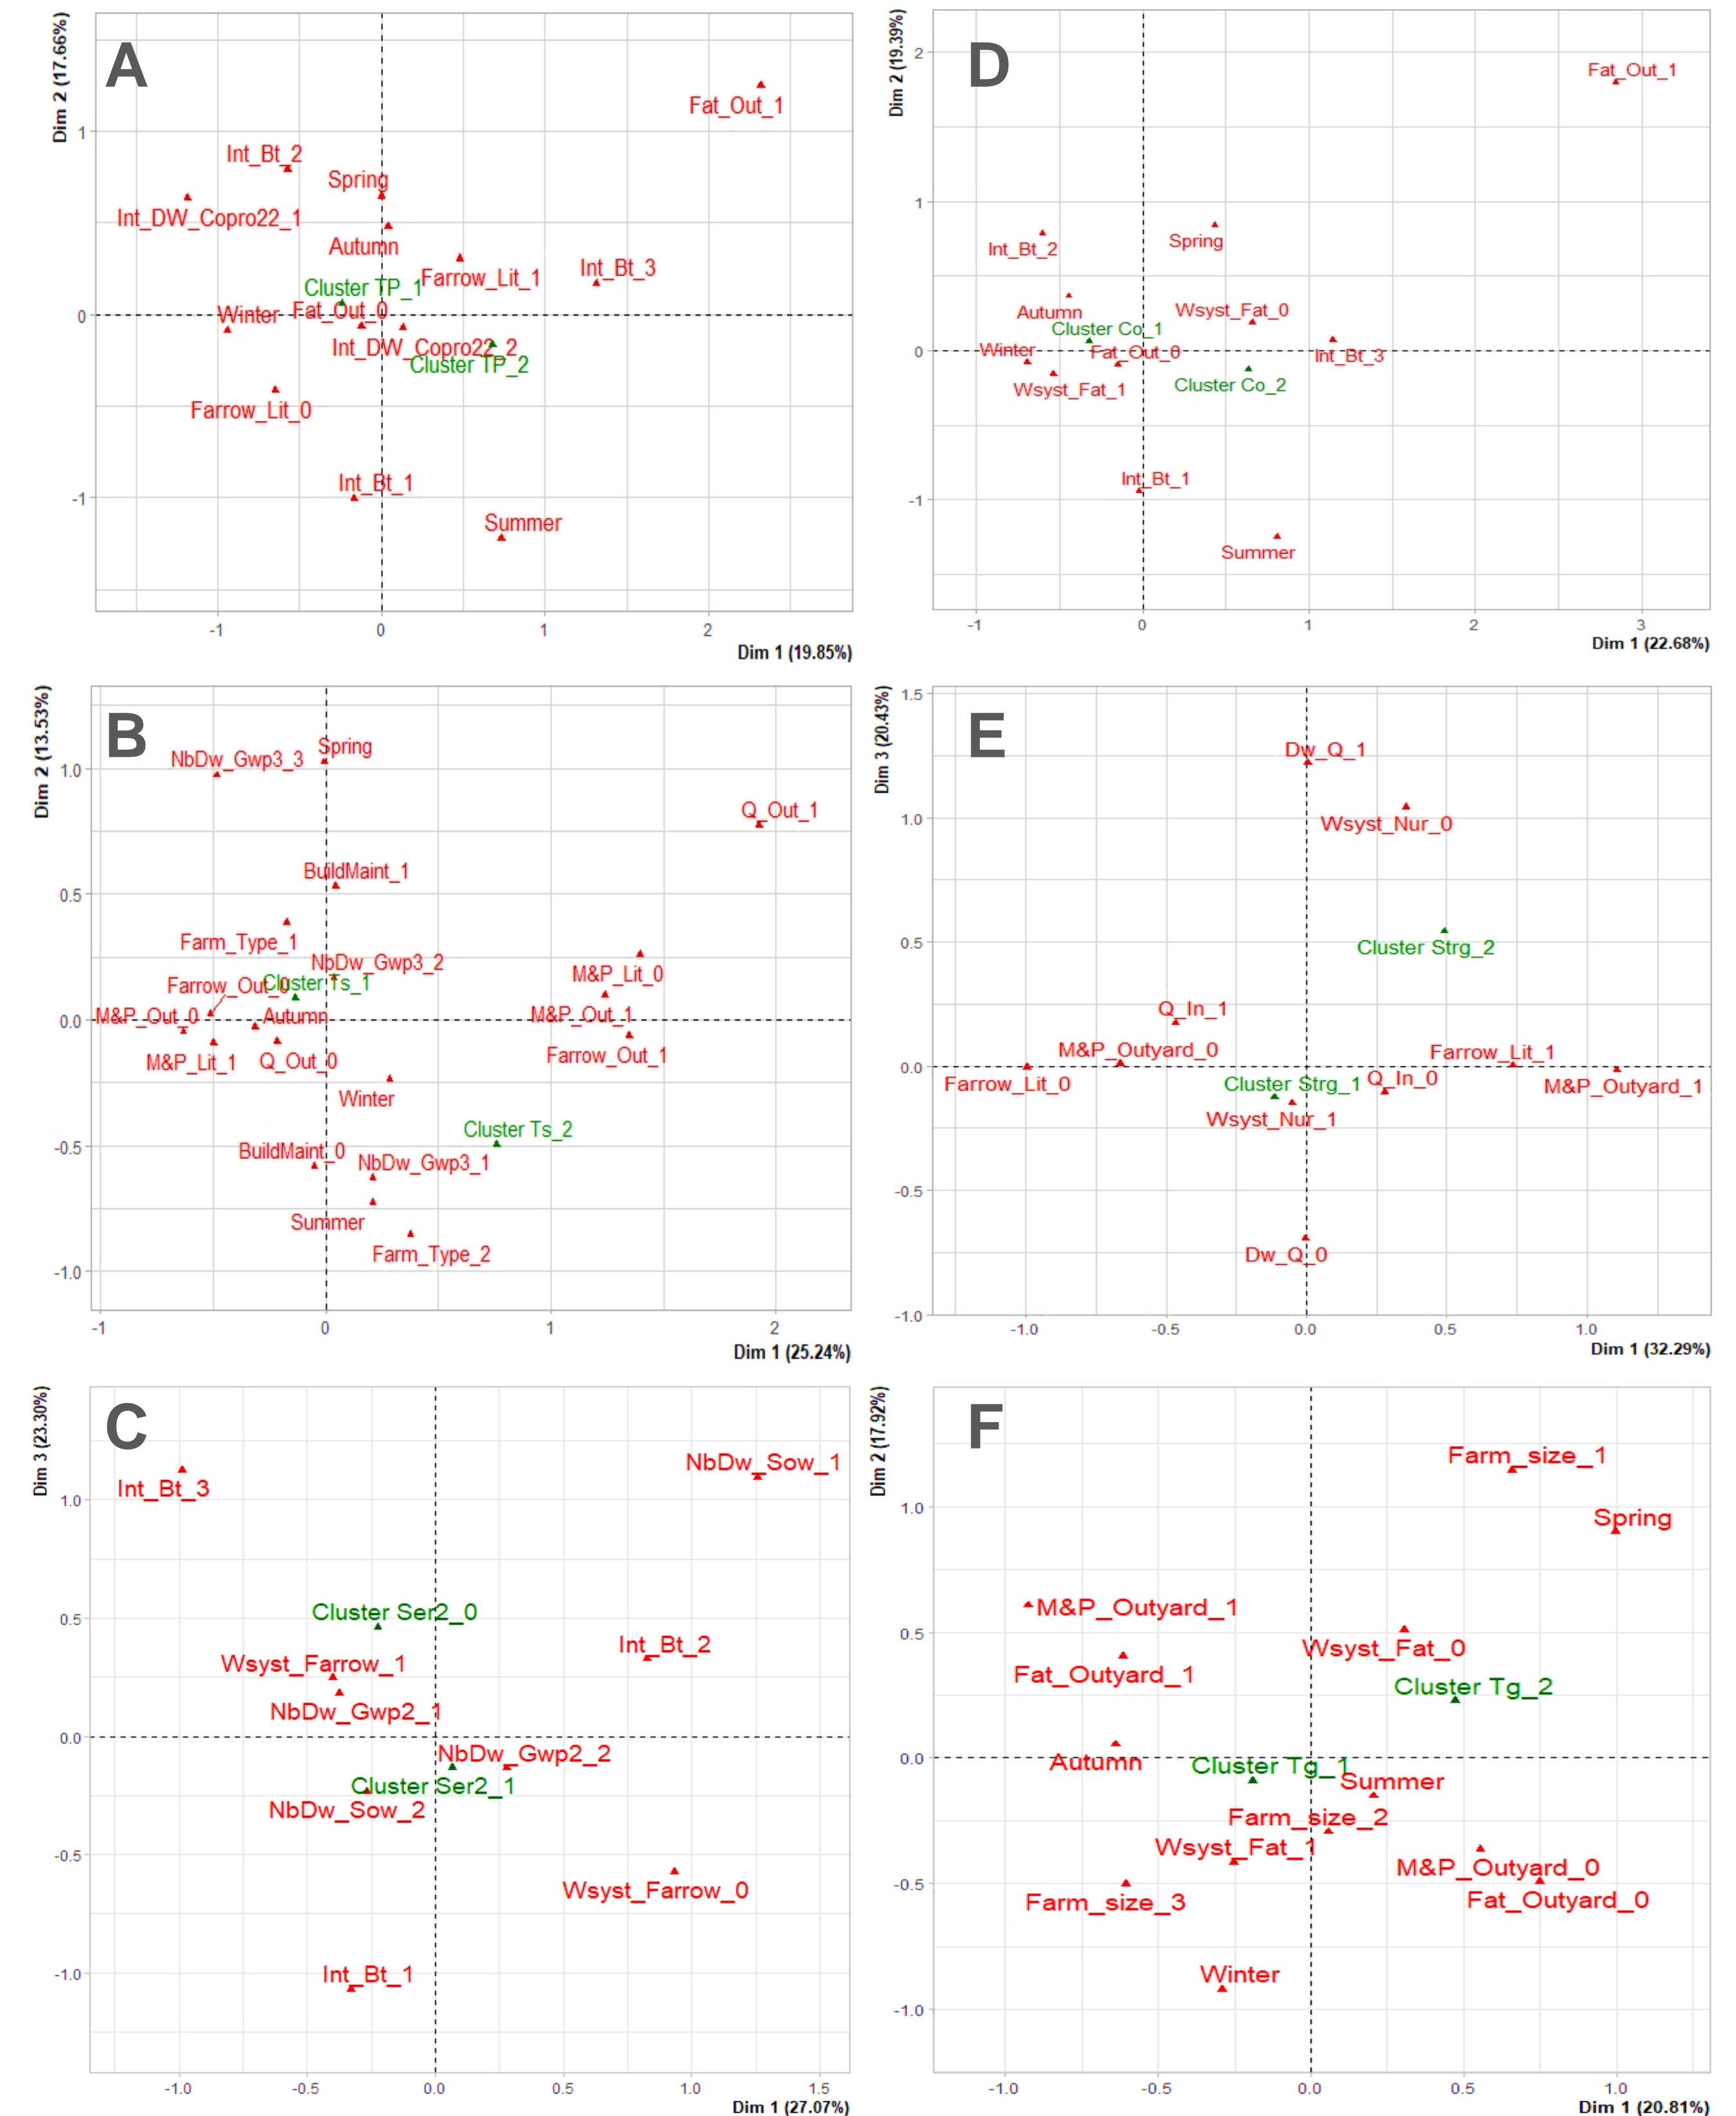 A
Dim 2 (17.66%)
Fat_Out_1
1
Int_Bt_2
Spring
Int_DW_Copro22_1
Autumn
Farrow_Lit_1
Int_Bt_3
Cluster TP_1
Winter
Fat_Out_0
0
Int_DW_Copro22_2
Cluster TP_2
Farrow_Lit_0
Int_Bt_1
-1
Summer
-1
0
1
2
Dim 1 (19.85%)
D
Dim 2 (19.39%)
2
Fat_Out_1
1
Int_Bt_2
Spring
Autumn
Wsyst_Fat_0
Cluster Co_1
Winter
Fat_Out_0
0
Int_Bt_3
Wsyst_Fat_1
Cluster Co_2
Int_Bt_1
-1
Summer
-1
0
1
2
3
Dim 1 (22.68%)
B
Dim 2 (13.53%)
Spring
NbDw_Gwp3_3
1.0
Q_Out_1
BuildMaint_1
0.5
Farm_Type_1
NbDw_Gwp3_2
M&P_Lit_0
Cluster Ts_1
Farrow_Out_0
M&P_Out_0
Autumn
M&P_Out_1
0.0
M&P_Lit_1
Q_Out_0
Farrow_Out_1
Winter
Cluster Ts_2
-0.5
BuildMaint_0
NbDw_Gwp3_1
Summer
Farm_Type_2
-1.0
-1
0
1
2
Dim 1 (25.24%)
E
Dim 3 (20.43%)
1.5
Dw_Q_1
1.0
Wsyst_Nur_0
0.5
Cluster Strg_2
Q_In_1
M&P_Outyard_0
Farrow_Lit_1
0.0
Farrow_Lit_0
Cluster Strg_1
Q_In_0
M&P_Outyard_1
Wsyst_Nur_1
-0.5
Dw_Q_0
-1.0
-1.0
-0.5
0.0
0.5
1.0
Dim 1 (32.29%)
C
Dim 3 (23.30%)
NbDw_Sow_1
Int_Bt_3
1.0
Cluster Ser2_0
0.5
Int_Bt_2
Wsyst_Farrow_1
NbDw_Gwp2_1
0.0
NbDw_Gwp2_2
Cluster Ser2_1
NbDw_Sow_2
-0.5
Wsyst_Farrow_0
Int_Bt_1
-1.0
-1.0
-0.5
0.0
0.5
1.0
1.5
Dim 1 (27.07%)
F
Dim 2 (17.92%)
Farm_size_1
1.0
Spring
M&P_Outyard_1
0.5
Wsyst_Fat_0
Fat_Outyard_1
Cluster Tg_2
0.0
Autumn
Cluster Tg_1
Summer
Farm_size_2
Wsyst_Fat_1
M&P_Outyard_0
-0.5
Farm_size_3
Fat_Outyard_0
Winter
-1.0
-1.0
-0.5
0.0
0.5
1.0
Dim 1 (20.81%)